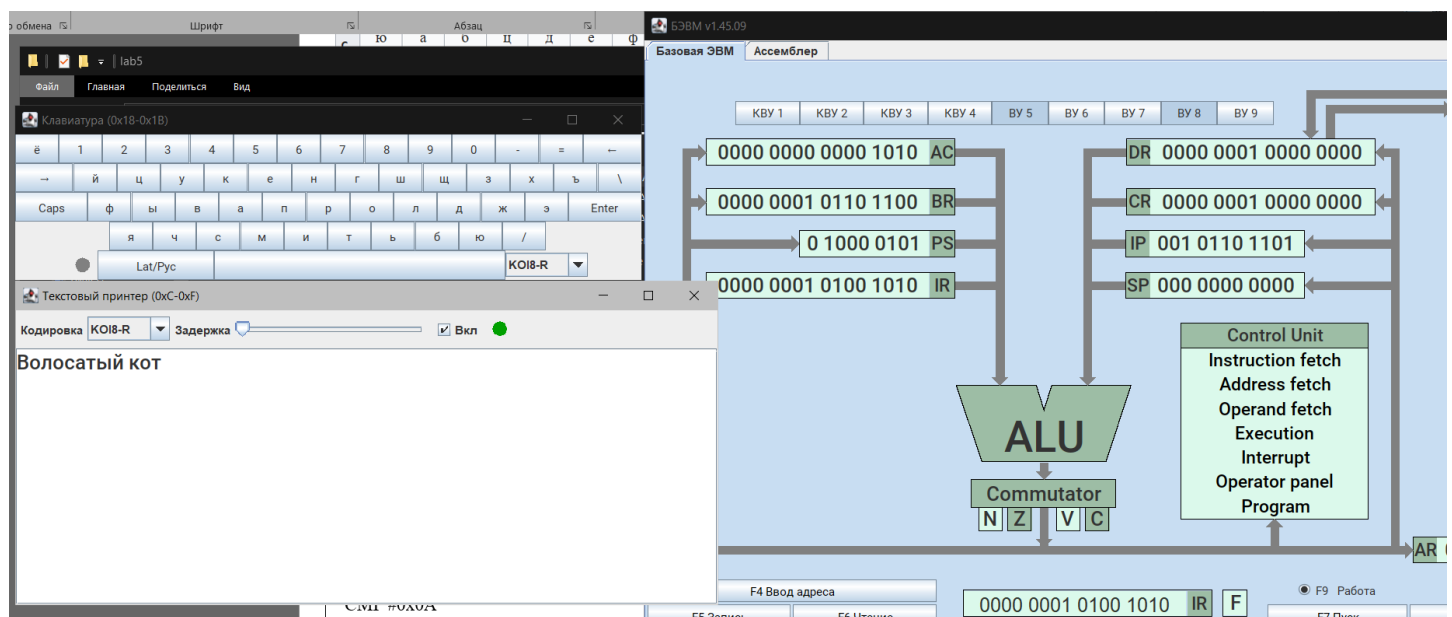 о обмена Шрифт Абзац
ю а б ц д е ф
lab5
Файл Главная Поделиться Вид
Клавиатура (0x18-0x1B)
ё 1 2 3 4 5 6 7 8 9 0 - = ←
→ й ц у к е н г ш щ з х ъ \
Caps ф ы в а п р о л д ж э Enter
я ч с м и т ь б ю /
Lat/Рус KOI8-R
Текстовый принтер (0xC-0xF)
Кодировка KOI8-R Задержка Вкл
Волосатый кот
CMP #0x0A
БЭВМ v1.45.09
Базовая ЭВМ Ассемблер
КВУ 1 КВУ 2 КВУ 3 КВУ 4 ВУ 5 ВУ 6 ВУ 7 ВУ 8 ВУ 9
0000 0000 0000 1010 AC
DR 0000 0001 0000 0000
0000 0001 0110 1100 BR
CR 0000 0001 0000 0000
0 1000 0101 PS
IP 001 0110 1101
0000 0001 0100 1010 IR
SP 000 0000 0000
Control Unit
Instruction fetch
Address fetch
Operand fetch
Execution
Interrupt
Operator panel
Program
ALU
Commutator
N Z V C
AR
F4 Ввод адреса
F9 Работа
0000 0001 0100 1010 IR F
F5 Запись F6 Чтение F7 Пуск